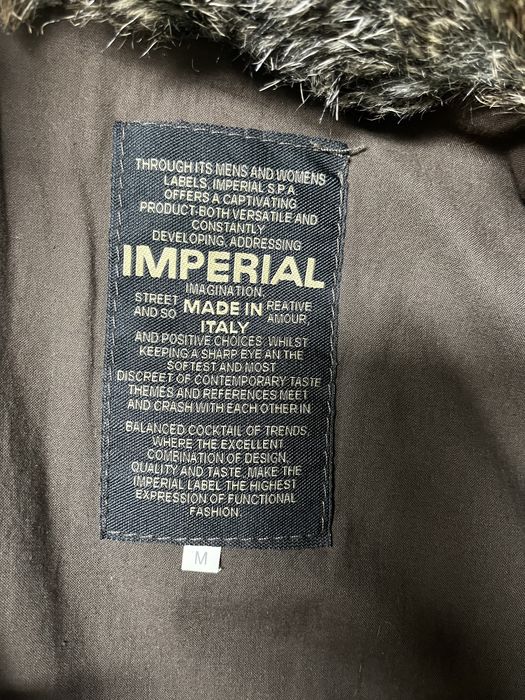 THROUGH ITS MENS AND WOMENS
LABELS, IMPERIAL S.P.A.
OFFERS A CAPTIVATING
PRODUCT-BOTH VERSATILE AND
CONSTANTLY
DEVELOPING, ADDRESSING
IMPERIAL
IMAGINATION,
STREET MADE IN REATIVE
AND SO ITALY AMOUR,
AND POSITIVE CHOICES, WHILST
KEEPING A SHARP EYE AN THE
SOFTEST AND MOST
DISCREET OF CONTEMPORARY TASTE
THEMES AND REFERENCES MEET
AND CRASH WITH EACH OTHER IN
BALANCED COCKTAIL OF TRENDS,
WHERE THE EXCELLENT
COMBINATION OF DESIGN,
QUALITY AND TASTE, MAKE THE
IMPERIAL LABEL THE HIGHEST
EXPRESSION OF FUNCTIONAL
FASHION.
M